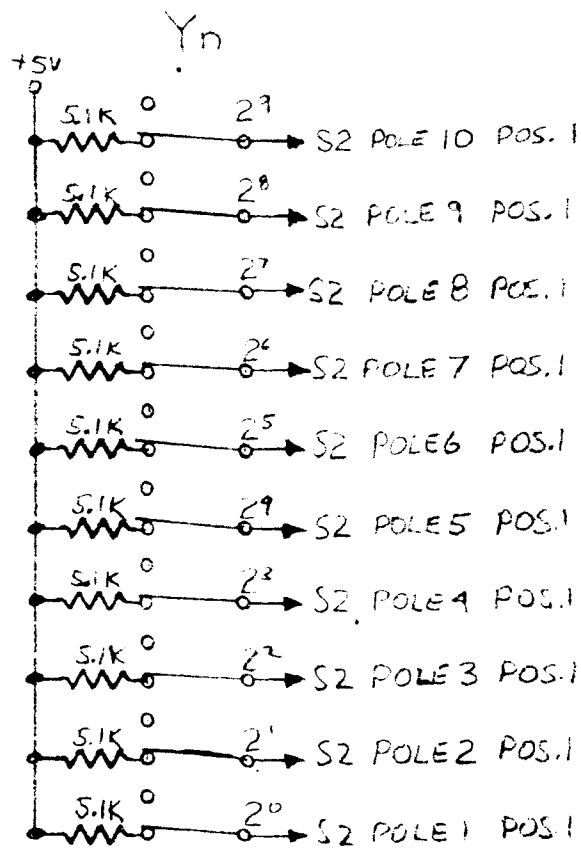 Yn
+5V
5.1K 2⁹ S2 POLE 10 POS. 1
5.1K 2⁸ S2 POLE 9 POS. 1
5.1K 2⁷ S2 POLE 8 POS. 1
5.1K 2⁶ S2 POLE 7 POS. 1
5.1K 2⁵ S2 POLE 6 POS. 1
5.1K 2⁴ S2 POLE 5 POS. 1
5.1K 2³ S2 POLE 4 POS. 1
5.1K 2² S2 POLE 3 POS. 1
5.1K 2¹ S2 POLE 2 POS. 1
5.1K 2⁰ S2 POLE 1 POS. 1